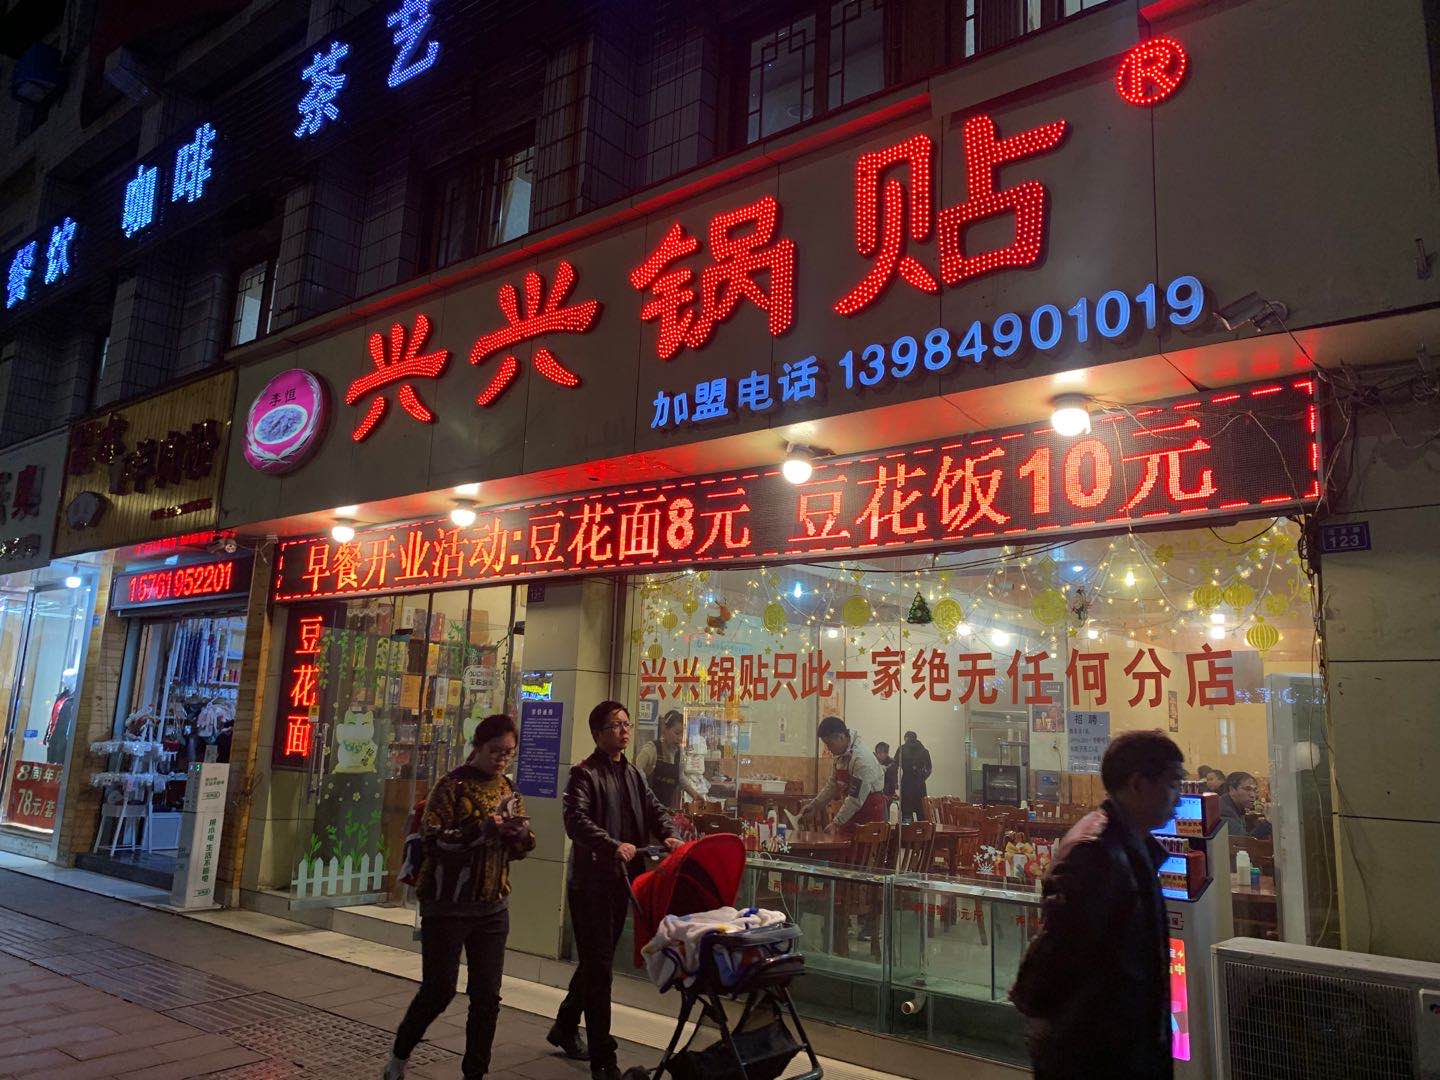 餐饮 咖啡 茶艺
兴兴锅贴®
李恒
加盟电话 13984901019
早餐开业活动:豆花面8元 豆花饭10元
15761952201
123
豆花面
兴兴锅贴只此一家绝无任何分店
招聘
8周年庆
78元/套